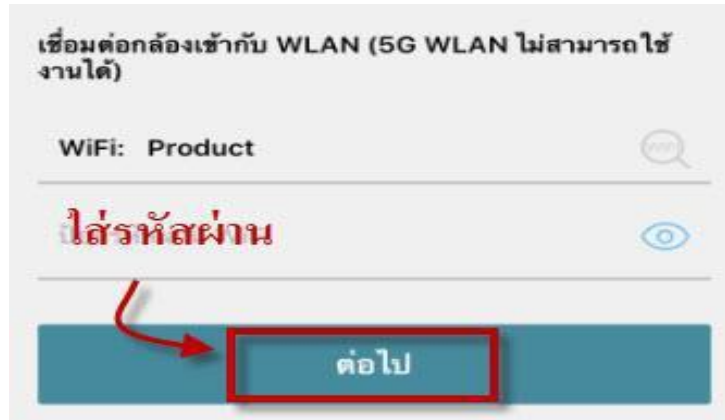 เชื่อมต่อกล้องเข้ากับ WLAN (5G WLAN ไม่สามารถใช้
งานได้)
WiFi: Product
ใส่รหัสผ่าน
ต่อไป